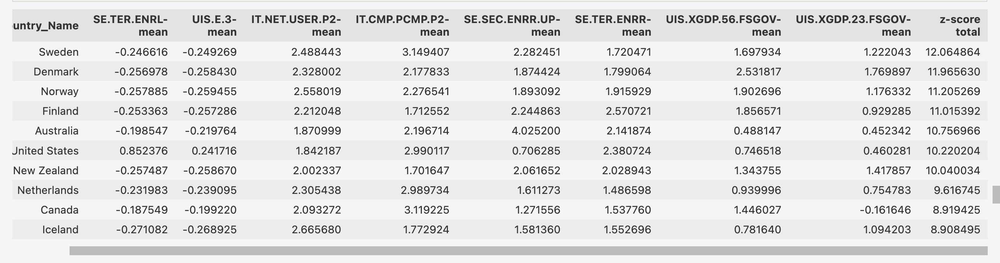 untry_Name SE.TER.ENRL-mean UIS.E.3-mean IT.NET.USER.P2-mean IT.CMP.PCMP.P2-mean SE.SEC.ENRR.UP-mean SE.TER.ENRR-mean UIS.XGDP.56.FSGOV-mean UIS.XGDP.23.FSGOV-mean z-score total
Sweden -0.246616 -0.249269 2.488443 3.149407 2.282451 1.720471 1.697934 1.222043 12.064864
Denmark -0.256978 -0.258430 2.328002 2.177833 1.874424 1.799064 2.531817 1.769897 11.965630
Norway -0.257885 -0.259455 2.558019 2.276541 1.893092 1.915929 1.902696 1.176332 11.205269
Finland -0.253363 -0.257286 2.212048 1.712552 2.244863 2.570721 1.856571 0.929285 11.015392
Australia -0.198547 -0.219764 1.870999 2.196714 4.025200 2.141874 0.488147 0.452342 10.756966
United States 0.852376 0.241716 1.842187 2.990117 0.706285 2.380724 0.746518 0.460281 10.220204
New Zealand -0.257487 -0.258670 2.002337 1.701647 2.061652 2.028943 1.343755 1.417857 10.040034
Netherlands -0.231983 -0.239095 2.305438 2.989734 1.611273 1.486598 0.939996 0.754783 9.616745
Canada -0.187549 -0.199220 2.093272 3.119225 1.271556 1.537760 1.446027 -0.161646 8.919425
Iceland -0.271082 -0.268925 2.665680 1.772924 1.581360 1.552696 0.781640 1.094203 8.908495